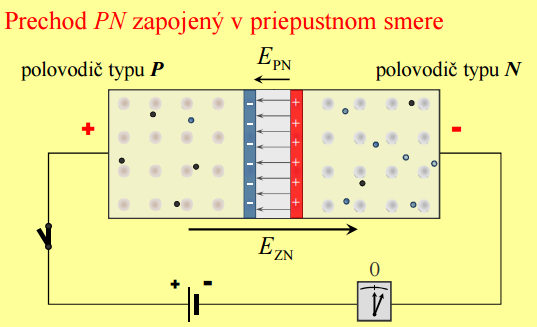 Prechod PN zapojený v priepustnom smere
E_PN
polovodič typu P
polovodič typu N
+
-
- +
- +
- +
- +
- +
- +
- +
- +
E_ZN
+ -
0